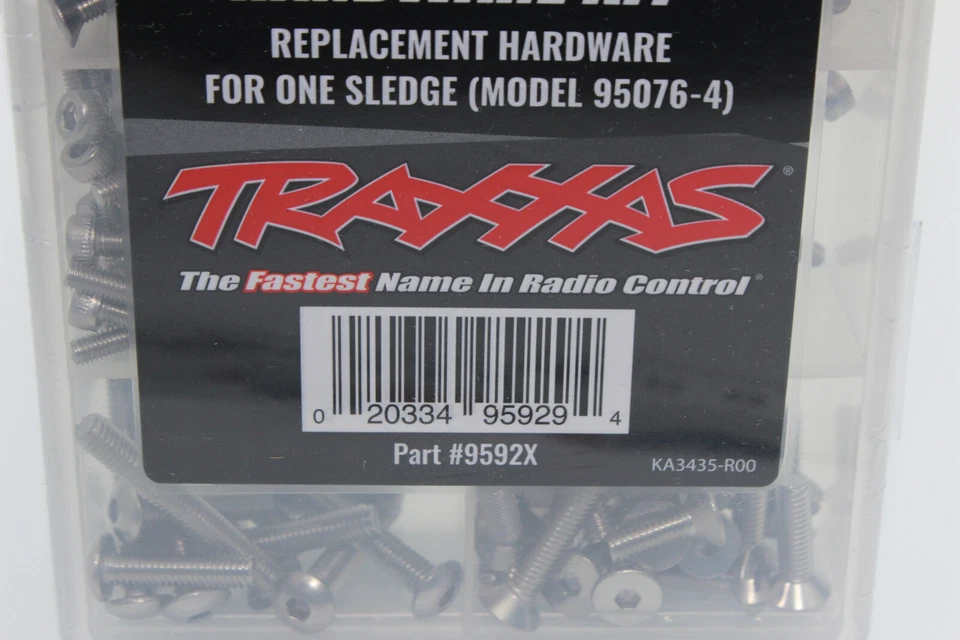 REPLACEMENT HARDWARE
FOR ONE SLEDGE (MODEL 95076-4)
TRAXXAS®
The Fastest Name In Radio Control®
0 20334 95929 4
Part #9592X
KA3435-R00